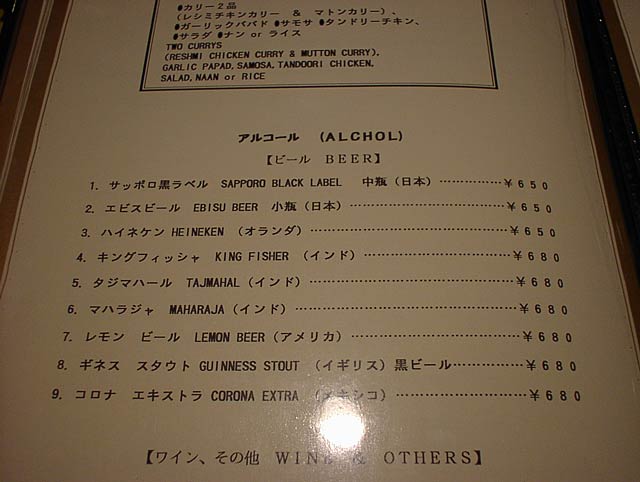 ●カリー２品
（レシミチキンカリー ＆ マトンカリー）、
●ガーリックパパド ●サモサ ●タンドリーチキン、
●サラダ ●ナン or ライス
TWO CURRYS
(RESHMI CHICKEN CURRY & MUTTON CURRY),
GARLIC PAPAD, SAMOSA, TANDOORI CHICKEN,
SALAD, NAAN or RICE
アルコール （ALCHOL）
【ビール BEER】
1. サッポロ黒ラベル SAPPORO BLACK LABEL 中瓶（日本） ……………￥650
2. エビスビール EBISU BEER 小瓶（日本） ……………￥650
3. ハイネケン HEINEKEN （オランダ） ……………￥650
4. キングフィッシャ KING FISHER （インド） ……………￥680
5. タジマハール TAJMAHAL（インド） ……………￥680
6. マハラジャ MAHARAJA（インド） ……………￥680
7. レモン ビール LEMON BEER（アメリカ） ……………￥680
8. ギネス スタウト GUINNESS STOUT （イギリス）黒ビール……………￥680
9. コロナ エキストラ CORONA EXTRA （メキシコ） ……………￥680
【ワイン、その他 WINE & OTHERS】